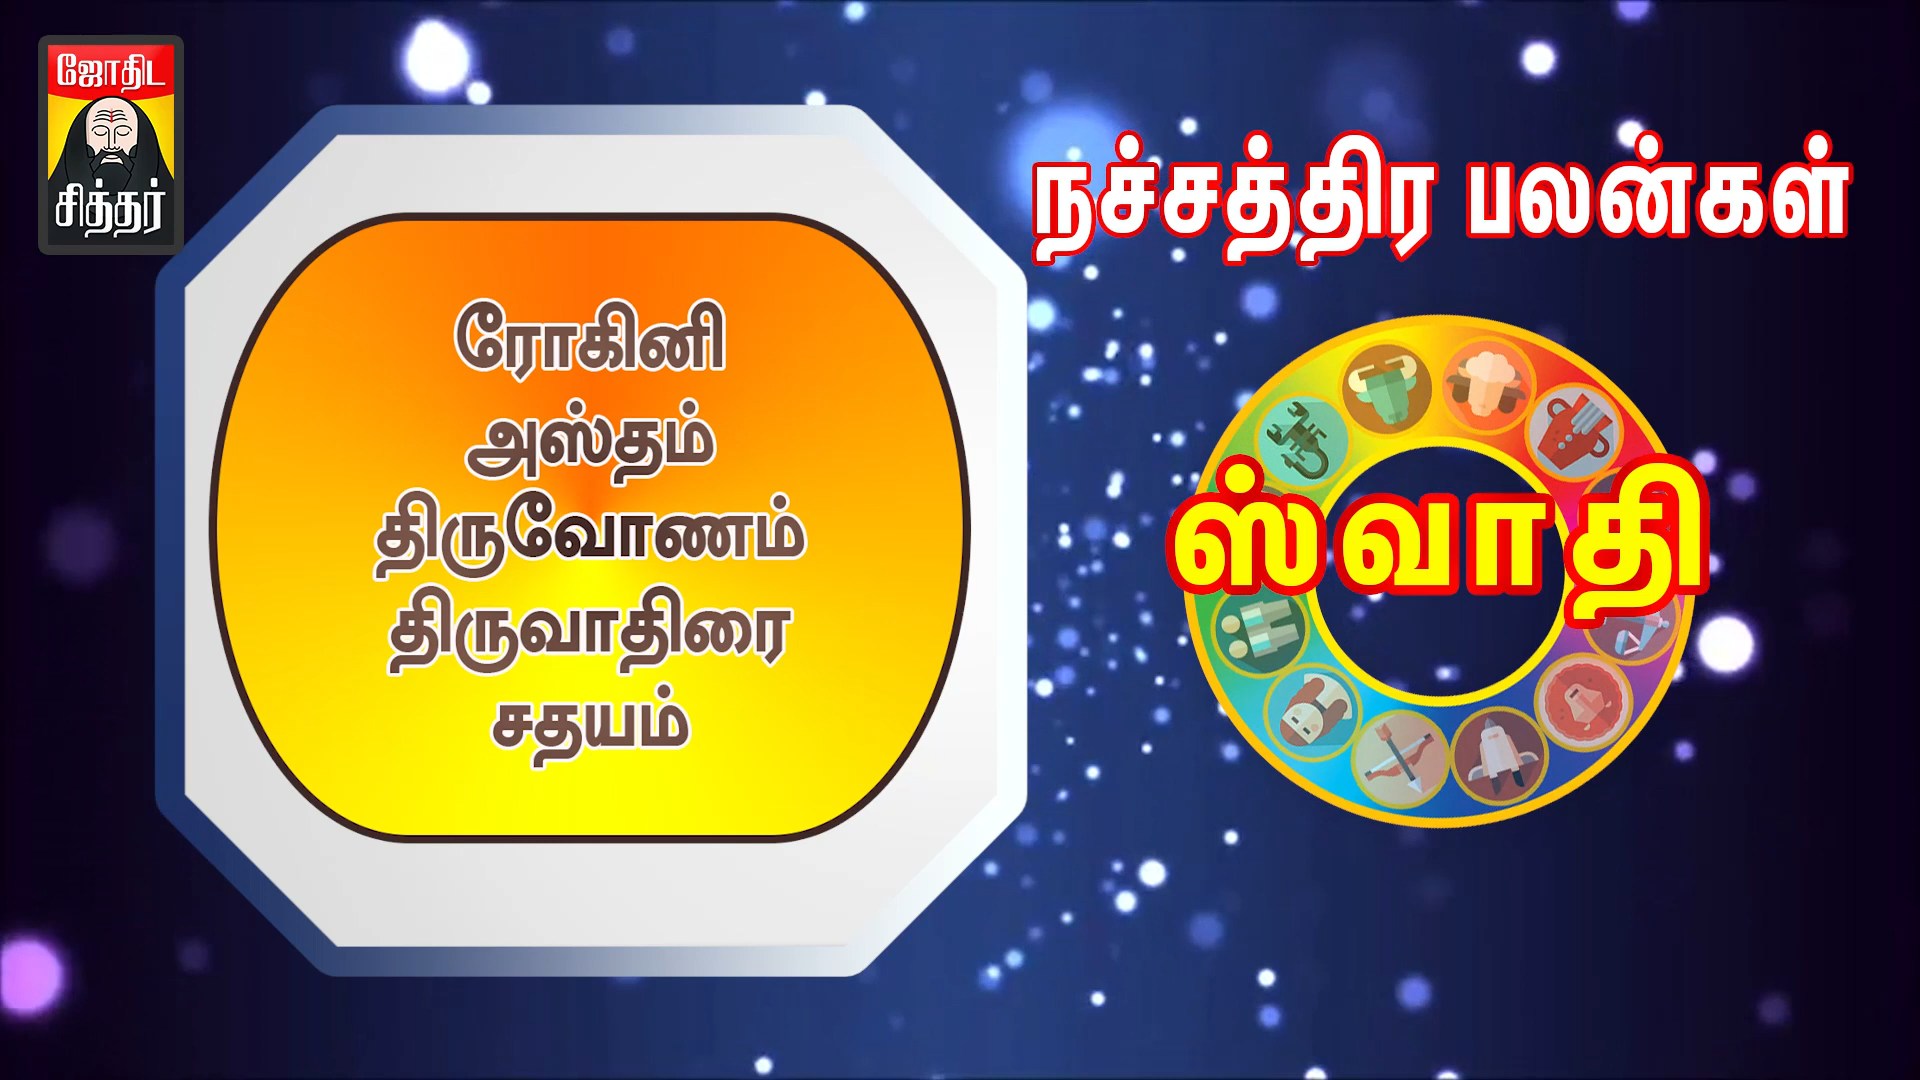 ஜோதிட
சித்தர்
நச்சத்திர பலன்கள்
ரோகினி
அஸ்தம்
திருவோணம்
திருவாதிரை
சதயம்
ஸ்வாதி